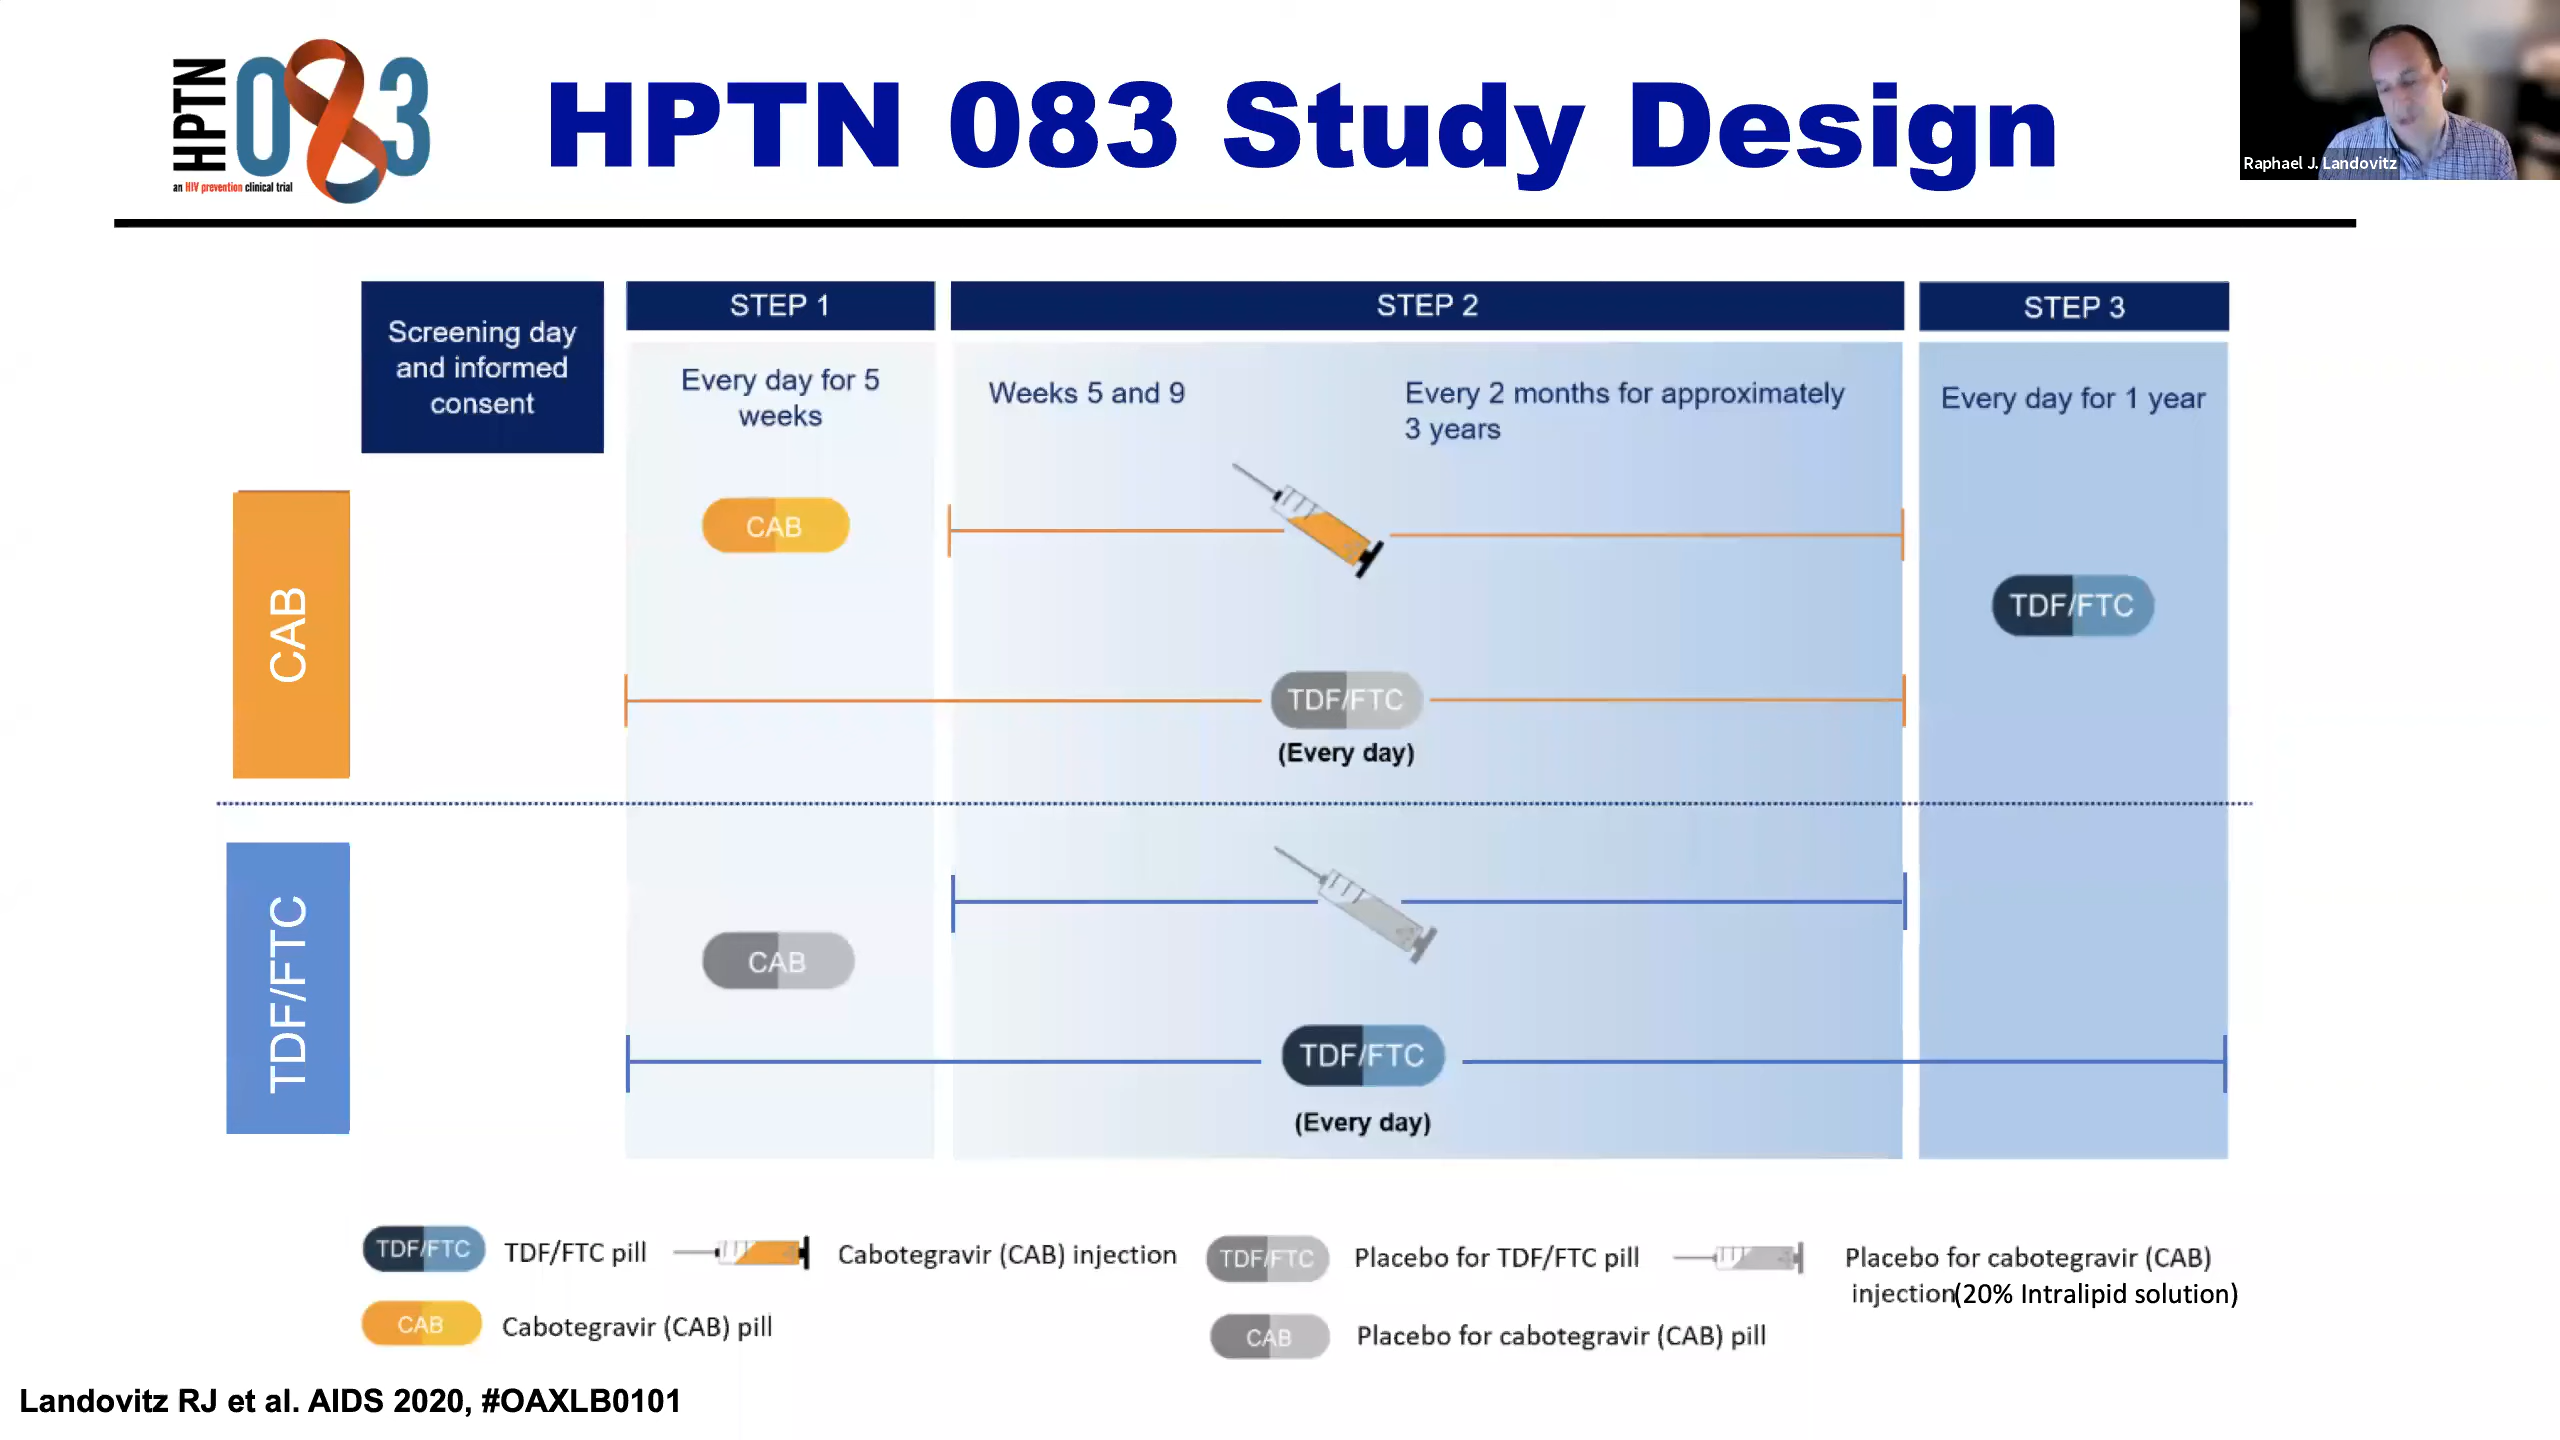 HPTN 083
an HIV prevention clinical trial
HPTN 083 Study Design
Raphael J. Landovitz
Screening day
and informed
consent
STEP 1
STEP 2
STEP 3
Every day for 5
weeks
Weeks 5 and 9
Every 2 months for approximately
3 years
Every day for 1 year
CAB
CAB
TDF/FTC
TDF/FTC
(Every day)
TDF/FTC
CAB
TDF/FTC
(Every day)
TDF/FTC
TDF/FTC pill
Cabotegravir (CAB) injection
TDF/FTC
Placebo for TDF/FTC pill
Placebo for cabotegravir (CAB)
injection(20% Intralipid solution)
CAB
Cabotegravir (CAB) pill
CAB
Placebo for cabotegravir (CAB) pill
Landovitz RJ et al. AIDS 2020, #OAXLB0101